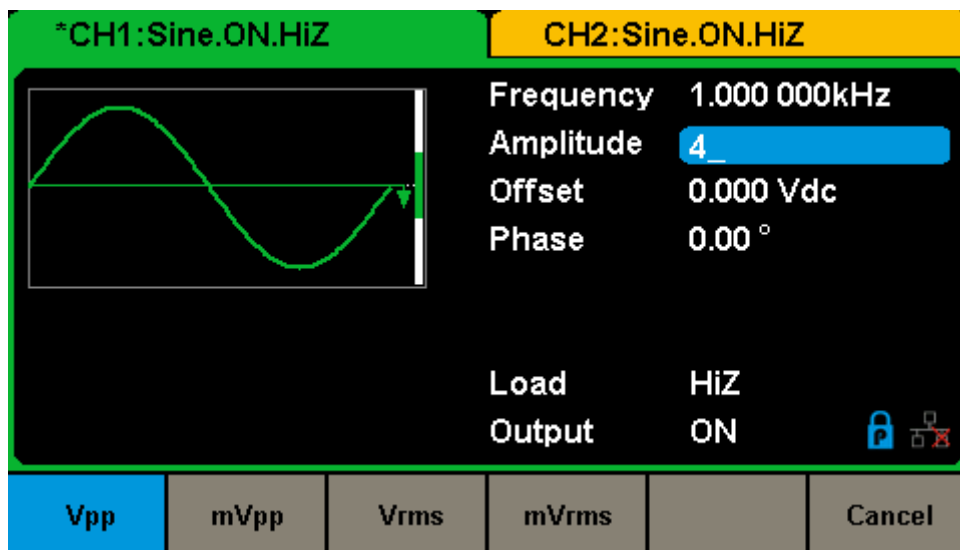 *CH1:Sine.ON.HiZ CH2:Sine.ON.HiZ
Frequency 1.000 000kHz
Amplitude 4_
Offset 0.000 Vdc
Phase 0.00 °
Load HiZ
Output ON P
Vpp mVpp Vrms mVrms Cancel